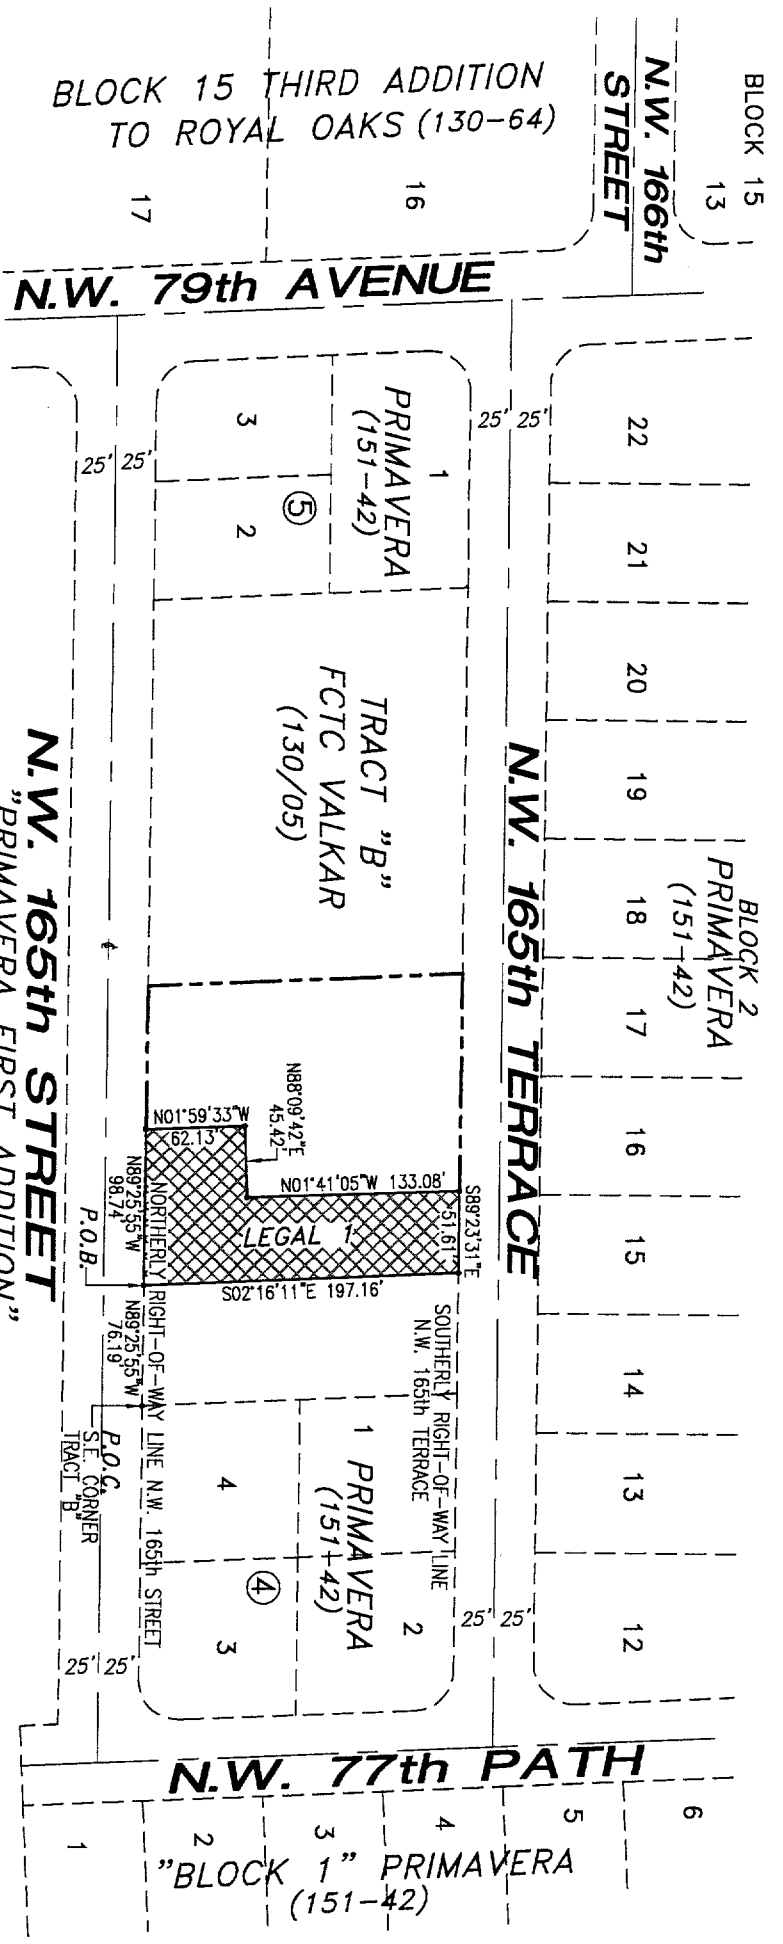 BLOCK 15 THIRD ADDITION
TO ROYAL OAKS (130-64)
17
16
BLOCK 15
13
N.W. 166th
STREET
N.W. 79th AVENUE
22
21
20
19
18
17
16
15
14
13
12
BLOCK 2
PRIMAVERA
(151-42)
25' 25'
N.W. 165th TERRACE
25' 25'
1
PRIMAVERA
(151-42)
3
2
5
TRACT "B"
FCTC VALKAR
(130/05)
N88°09'42"E
45.42'
N01°59'33"W
62.13'
N01°41'05"W 133.08'
S89°23'31"E
51.61'
LEGAL 1
S02°16'11"E 197.16'
N89°25'55"W
98.74'
P.O.B.
N89°25'55"W
76.19'
P.O.C.
S.E. CORNER
TRACT "B"
NORTHERLY RIGHT-OF-WAY LINE N.W. 165th STREET
SOUTHERLY RIGHT-OF-WAY LINE
N.W. 165th TERRACE
1 PRIMAVERA
(151-42)
2
4
3
4
25' 25'
N.W. 165th STREET
"PRIMAVERA FIRST ADDITION"
25' 25'
N.W. 77th PATH
1
2
3
4
5
6
"BLOCK 1" PRIMAVERA
(151-42)